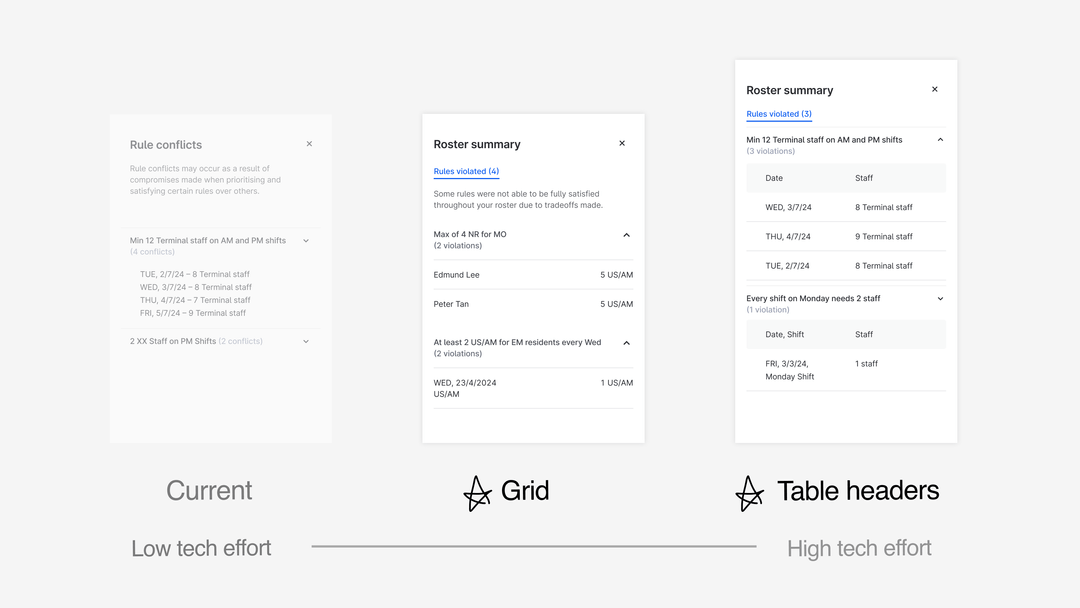 Rule conflicts
Rule conflicts may occur as a result of
compromises made when prioritising and
satisfying certain rules over others.
Min 12 Terminal staff on AM and PM shifts
(4 conflicts)
TUE, 2/7/24 – 8 Terminal staff
WED, 3/7/24 – 8 Terminal staff
THU, 4/7/24 – 7 Terminal staff
FRI, 5/7/24 – 9 Terminal staff
2 XX Staff on PM Shifts (2 conflicts)
Roster summary
Rules violated (4)
Some rules were not able to be fully satisfied
throughout your roster due to tradeoffs made.
Max of 4 NR for MO
(2 violations)
Edmund Lee 5 US/AM
Peter Tan 5 US/AM
At least 2 US/AM for EM residents every Wed
(2 violations)
WED, 23/4/2024 1 US/AM
US/AM
Roster summary
Rules violated (3)
Min 12 Terminal staff on AM and PM shifts
(3 violations)
Date Staff
WED, 3/7/24 8 Terminal staff
THU, 4/7/24 9 Terminal staff
TUE, 2/7/24 8 Terminal staff
Every shift on Monday needs 2 staff
(1 violation)
Date, Shift Staff
FRI, 3/3/24, 1 staff
Monday Shift
Current
Grid
Table headers
Low tech effort
High tech effort